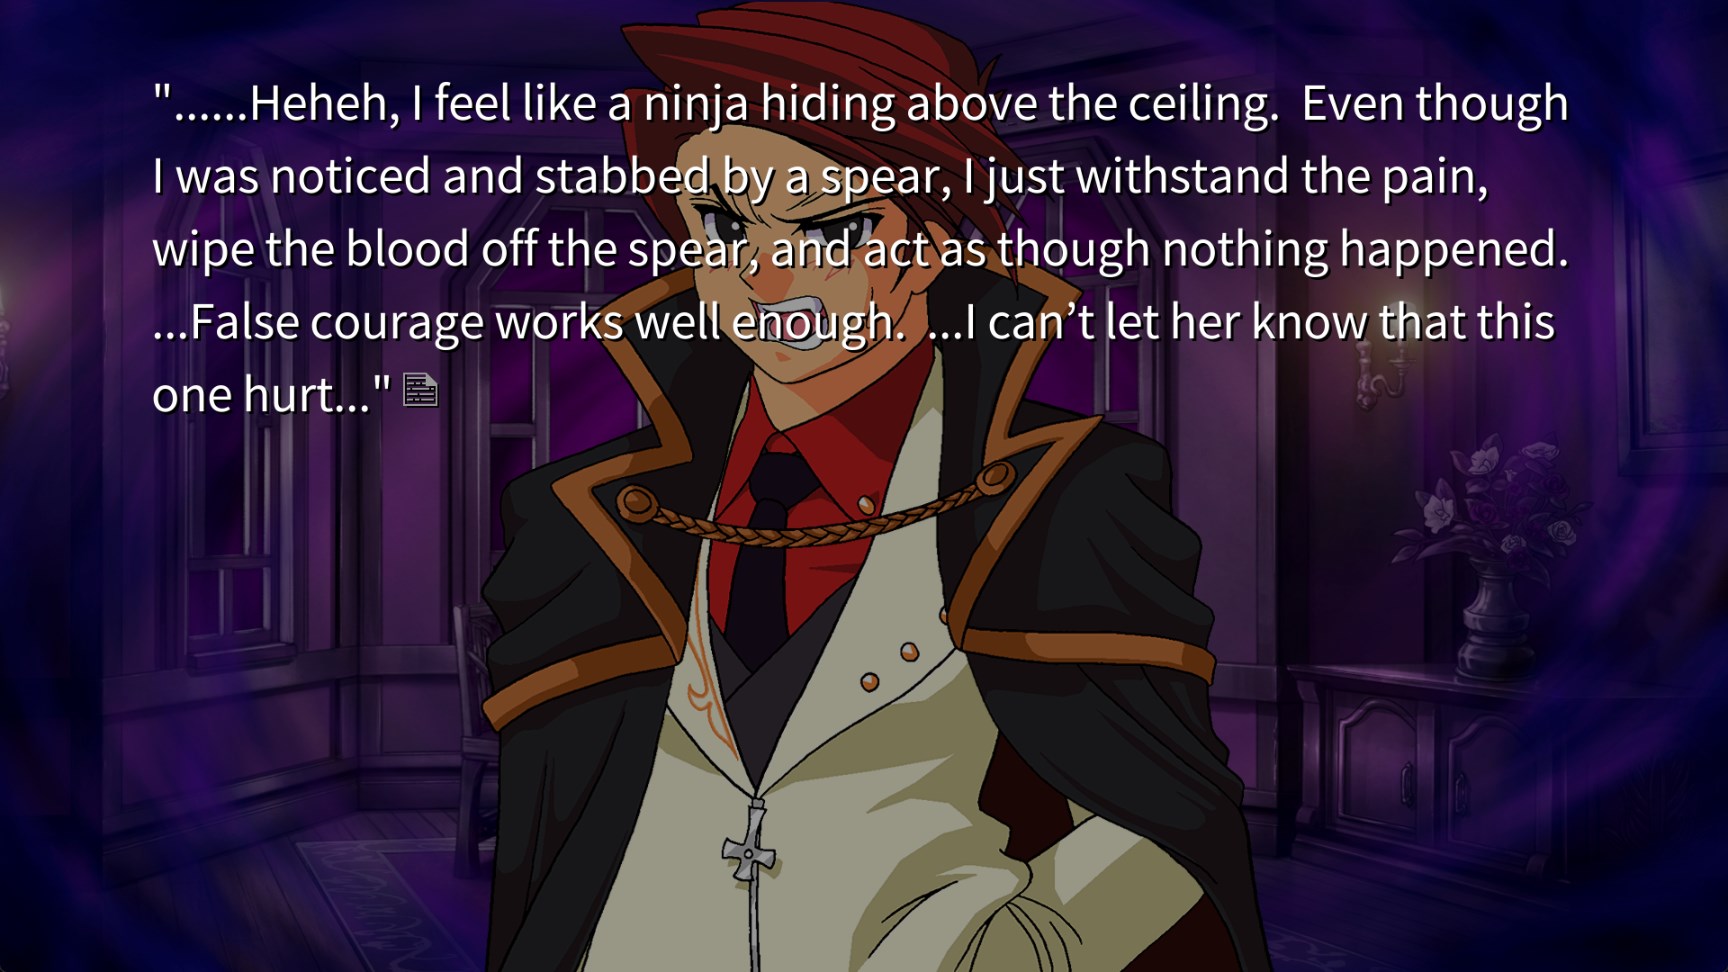 "......Heheh, I feel like a ninja hiding above the ceiling.  Even though
I was noticed and stabbed by a spear, I just withstand the pain,
wipe the blood off the spear, and act as though nothing happened.
...False courage works well enough.  ...I can’t let her know that this
one hurt..."